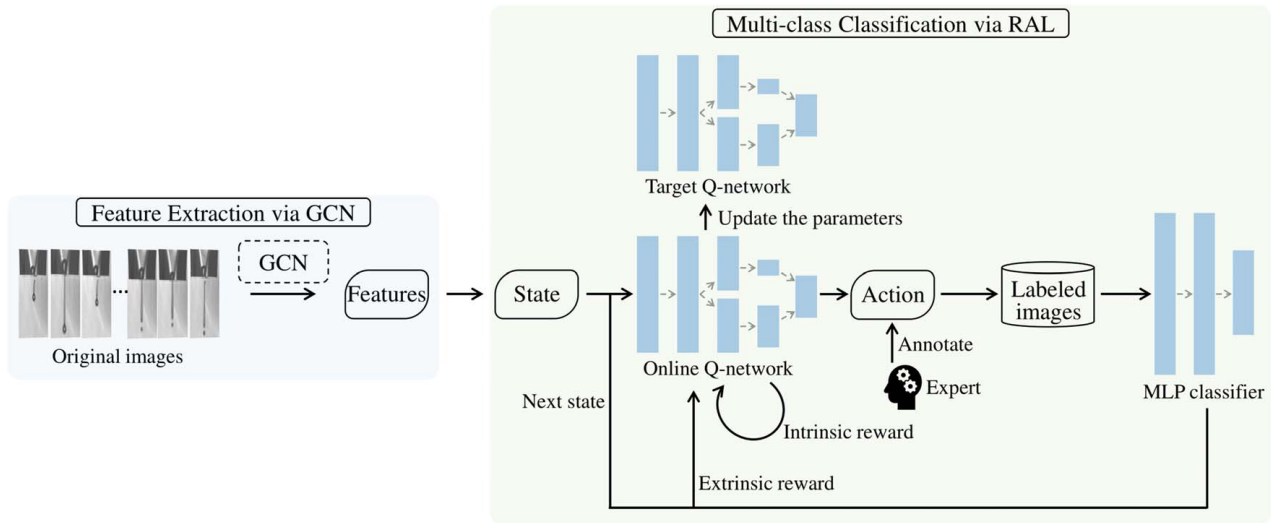 Multi-class Classification via RAL
Target Q-network
Feature Extraction via GCN
Update the parameters
GCN
...
Features
State
Action
Labeled
images
Original images
Annotate
Online Q-network
Expert
MLP classifier
Next state
Intrinsic reward
Extrinsic reward